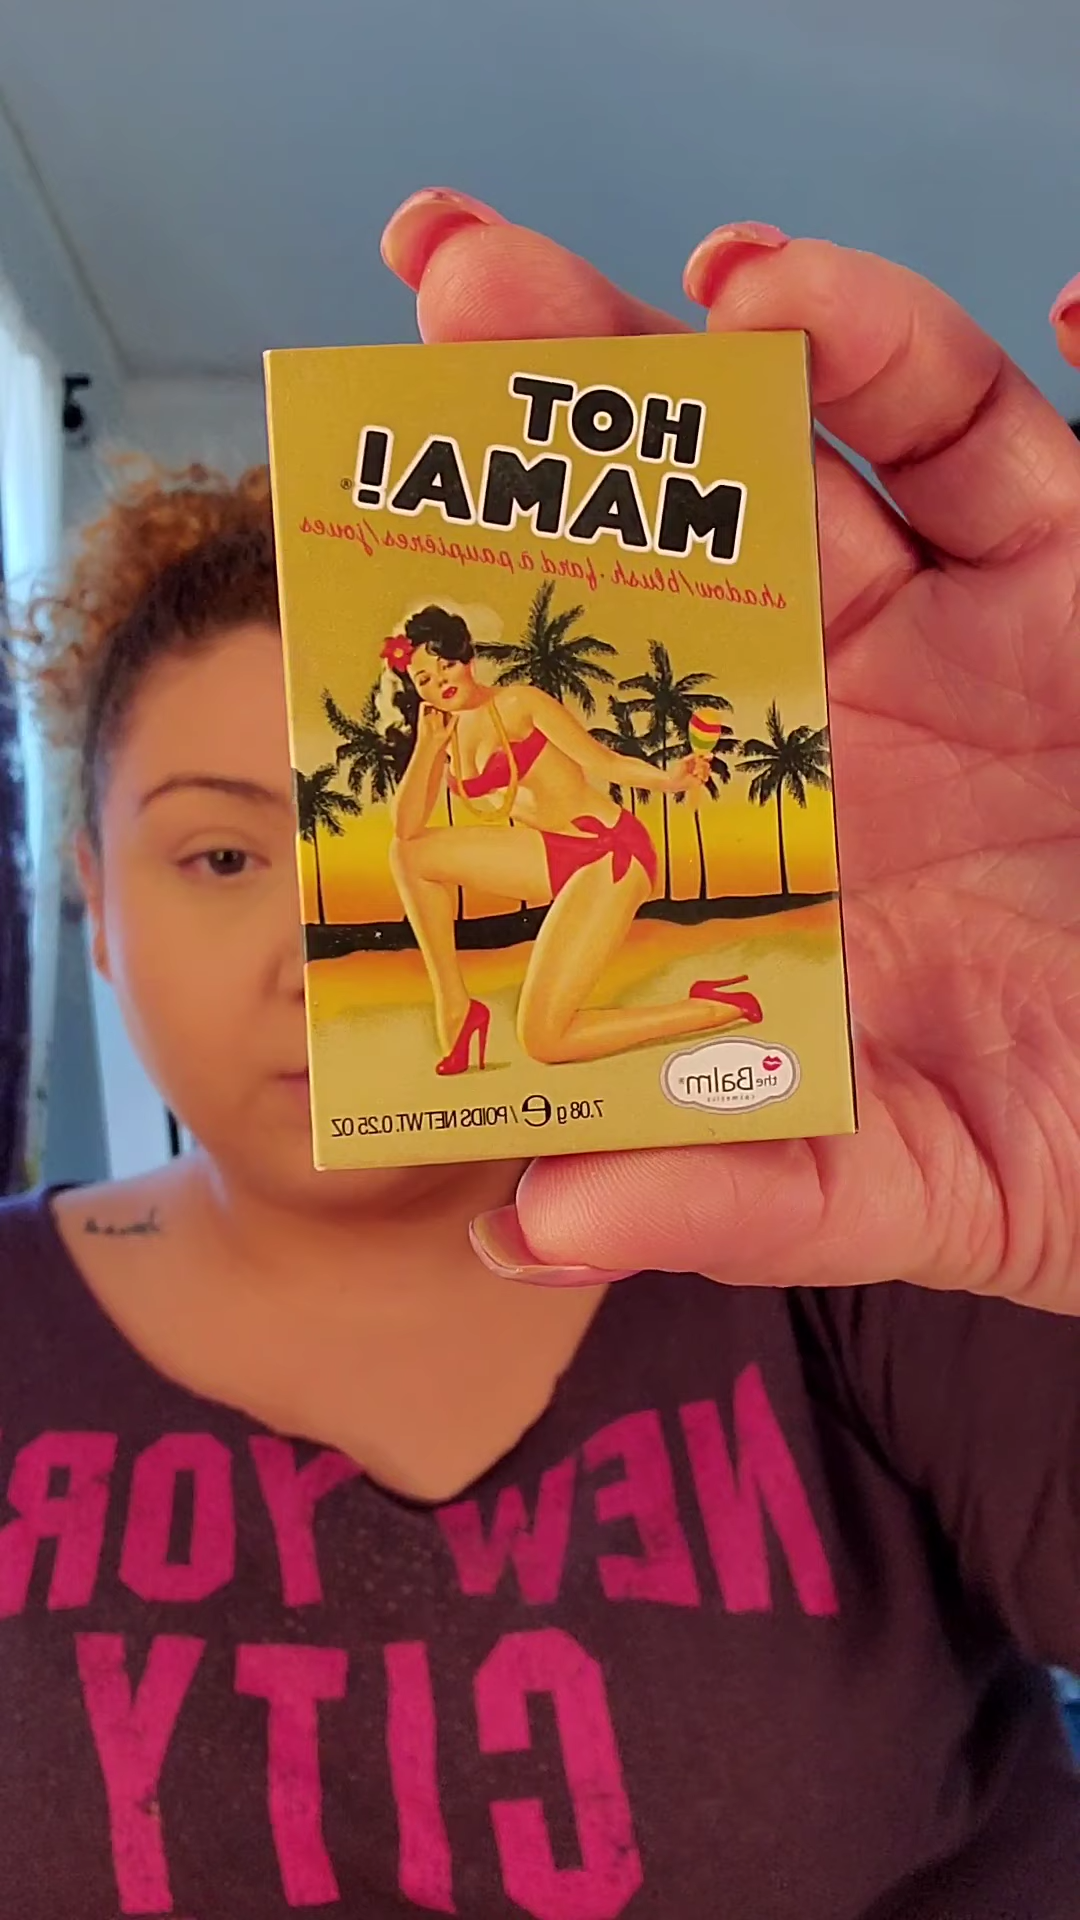 HOT
MAMA!®
shadow/blush · fard à paupières/joues
the Balm®
cosmetics
7.08 g e / POIDS NET WT. 0.25 OZ
NEW YOR
CITY